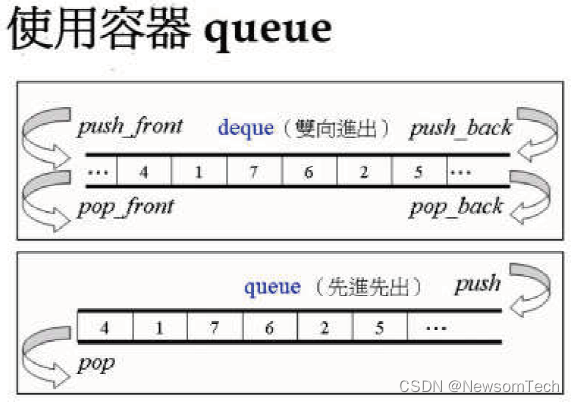 使用容器 queue
push_front deque（雙向進出） push_back
... 4 1 7 6 2 5 ...
pop_front pop_back
queue （先進先出） push
4 1 7 6 2 5 ...
pop
CSDN @NewsomTech